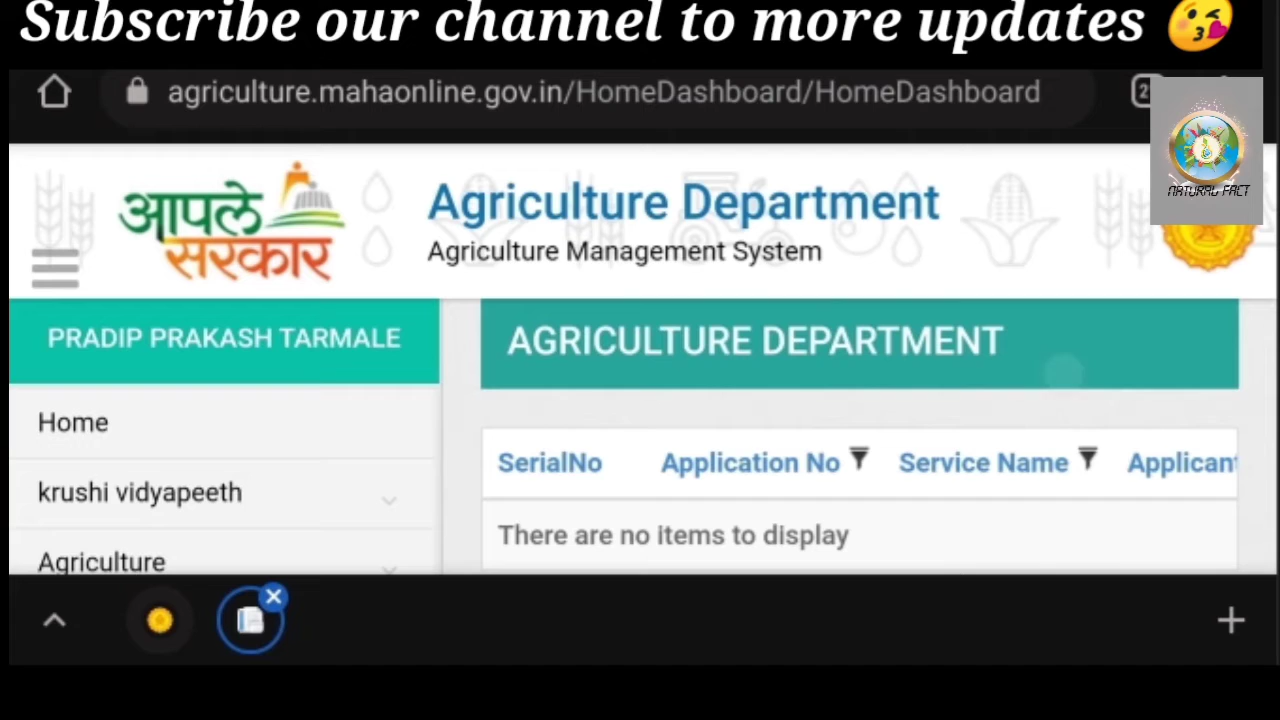 Subscribe our channel to more updates 😘
agriculture.mahaonline.gov.in/HomeDashboard/HomeDashboard
NATURAL FACT
आपले
सरकार
Agriculture Department
Agriculture Management System
PRADIP PRAKASH TARMALE
AGRICULTURE DEPARTMENT
Home
SerialNo Application No Service Name Applicant
krushi vidyapeeth
There are no items to display
Agriculture